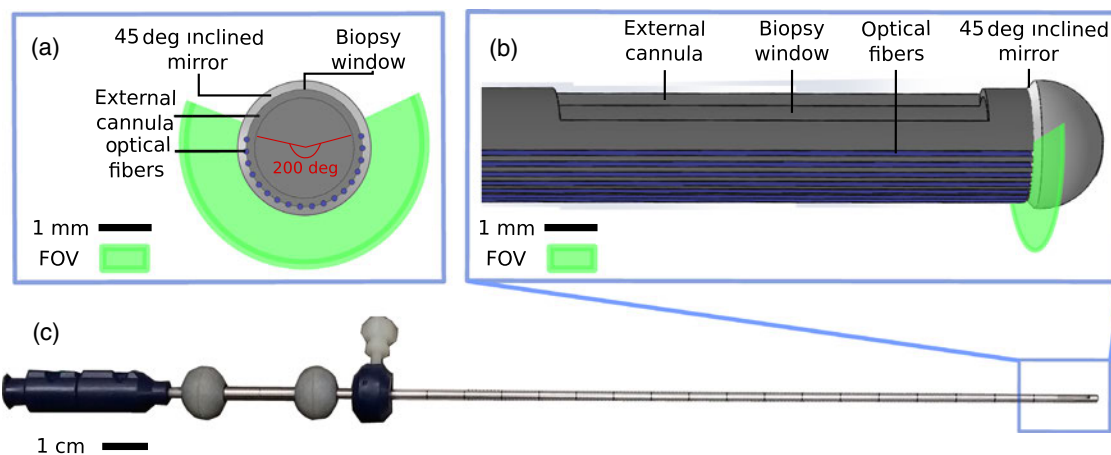 (a)
45 deg inclined
mirror
Biopsy
window
External
cannula
optical
fibers
200 deg
1 mm
FOV
(b)
External
cannula
Biopsy
window
Optical
fibers
45 deg inclined
mirror
1 mm
FOV
(c)
1 cm